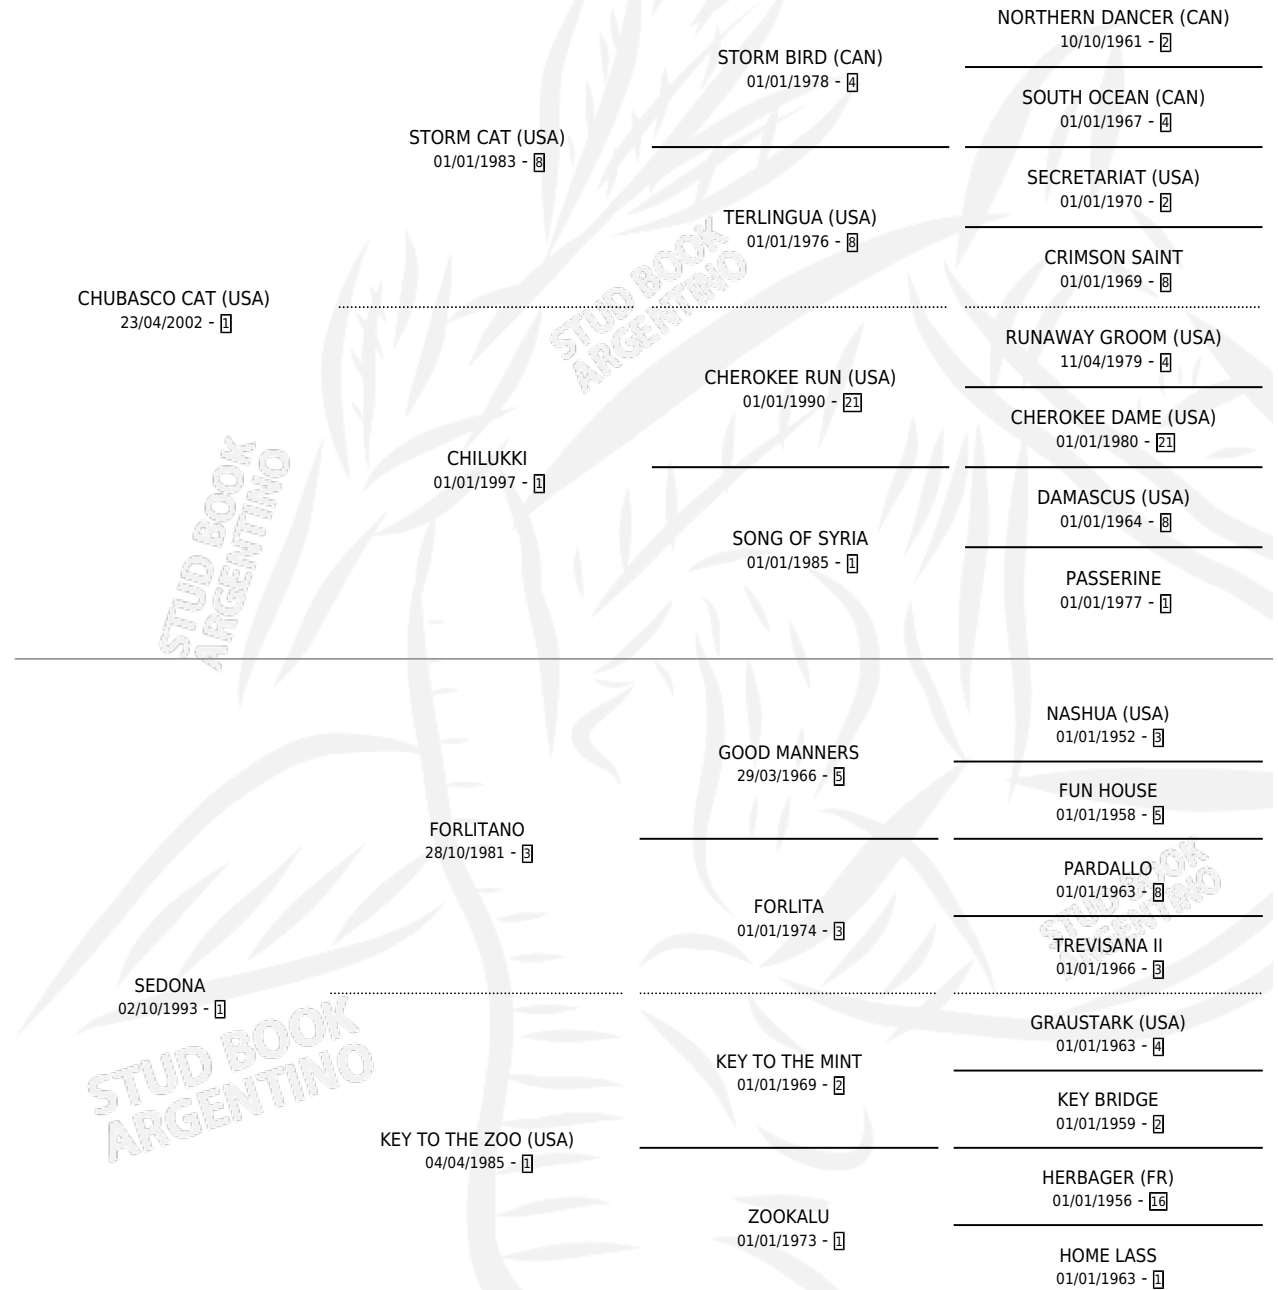 NORTHERN DANCER (CAN)
10/10/1961 - 2
STORM BIRD (CAN)
01/01/1978 - 4
SOUTH OCEAN (CAN)
01/01/1967 - 4
STORM CAT (USA)
01/01/1983 - 8
SECRETARIAT (USA)
01/01/1970 - 2
TERLINGUA (USA)
01/01/1976 - 8
CRIMSON SAINT
01/01/1969 - 8
CHUBASCO CAT (USA)
23/04/2002 - 1
RUNAWAY GROOM (USA)
11/04/1979 - 4
CHEROKEE RUN (USA)
01/01/1990 - 21
CHEROKEE DAME (USA)
01/01/1980 - 21
CHILUKKI
01/01/1997 - 1
DAMASCUS (USA)
01/01/1964 - 8
SONG OF SYRIA
01/01/1985 - 1
PASSERINE
01/01/1977 - 1
STUD BOOK
ARGENTINO
STUD BOOK
ARGENTINO
NASHUA (USA)
01/01/1952 - 3
GOOD MANNERS
29/03/1966 - 5
FUN HOUSE
01/01/1958 - 5
FORLITANO
28/10/1981 - 3
PARDALLO
01/01/1963 - 8
FORLITA
01/01/1974 - 3
TREVISANA II
01/01/1966 - 3
SEDONA
02/10/1993 - 1
GRAUSTARK (USA)
01/01/1963 - 4
KEY TO THE MINT
01/01/1969 - 2
KEY BRIDGE
01/01/1959 - 2
KEY TO THE ZOO (USA)
04/04/1985 - 1
HERBAGER (FR)
01/01/1956 - 16
ZOOKALU
01/01/1973 - 1
HOME LASS
01/01/1963 - 1
STUD BOOK
ARGENTINO
STUD BOOK
ARGENTINO